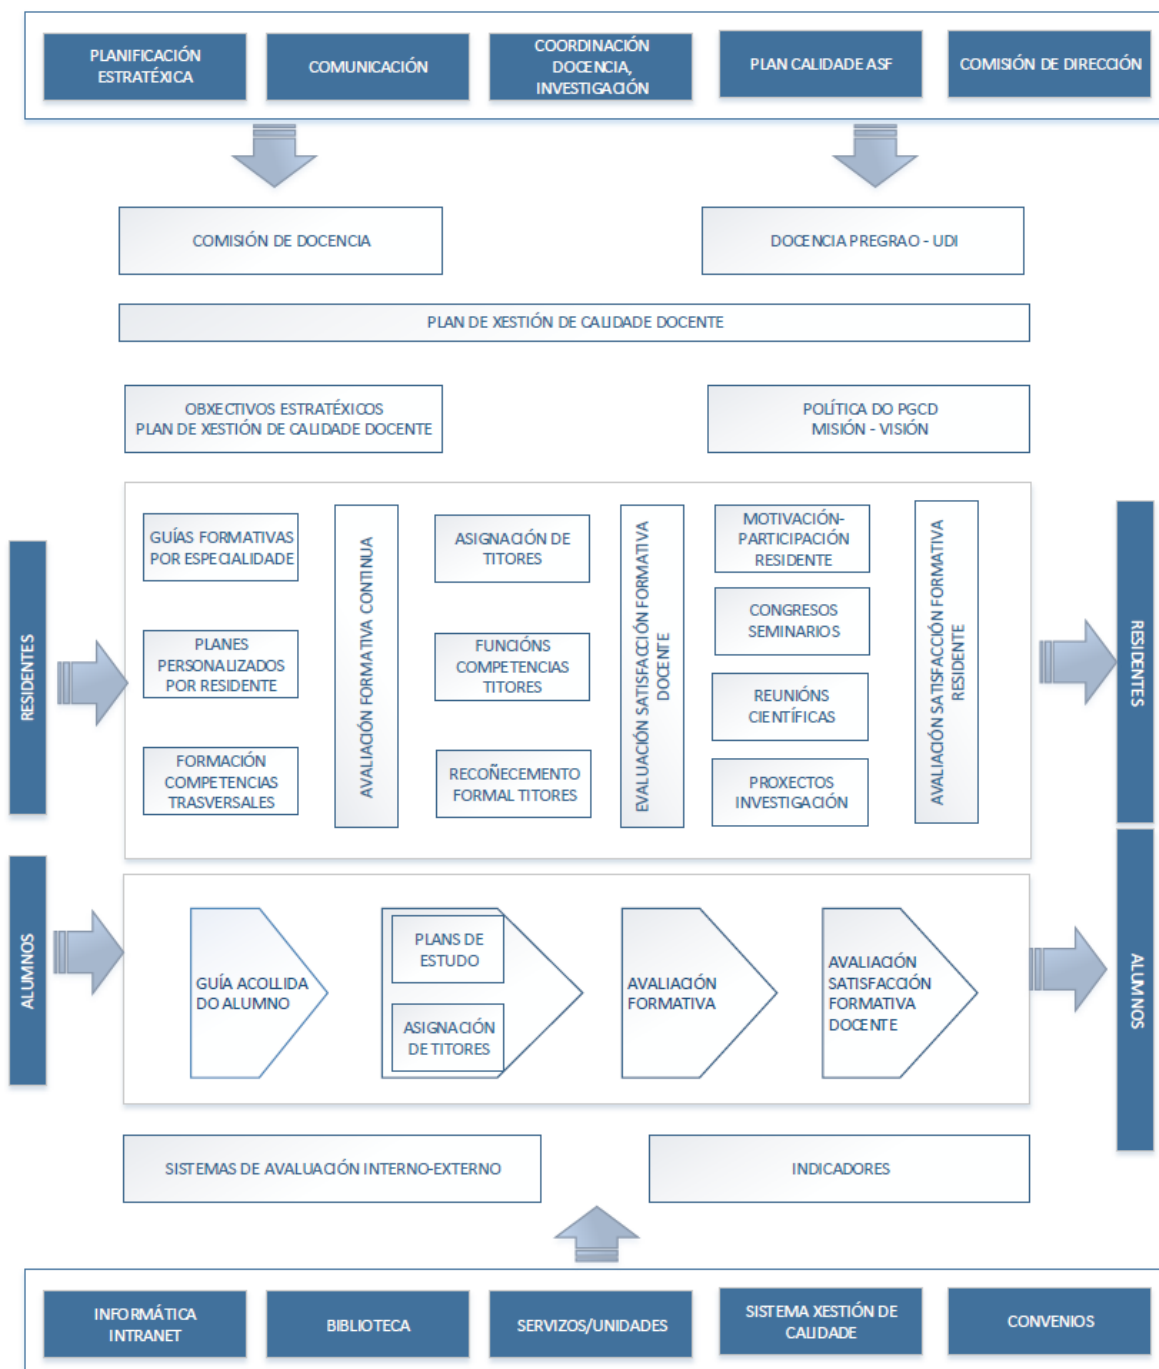 PLANIFICACIÓN
ESTRATÉXICA
COMUNICACIÓN
COORDINACIÓN
DOCENCIA,
INVESTIGACIÓN
PLAN CALIDADE ASF
COMISIÓN DE DIRECCIÓN
COMISIÓN DE DOCENCIA
DOCENCIA PREGRAO - UDI
PLAN DE XESTIÓN DE CALIDADE DOCENTE
OBXECTIVOS ESTRATÉXICOS
PLAN DE XESTIÓN DE CALIDADE DOCENTE
POLÍTICA DO PGCD
MISIÓN - VISIÓN
RESIDENTES
GUÍAS FORMATIVAS
POR ESPECIALIDADE
PLANES
PERSONALIZADOS
POR RESIDENTE
FORMACIÓN
COMPETENCIAS
TRASVERSALES
AVALIACIÓN FORMATIVA CONTINUA
ASIGNACIÓN DE
TITORES
FUNCIÓNS
COMPETENCIAS
TITORES
RECOÑECEMENTO
FORMAL TITORES
EVALUACIÓN SATISFACCIÓN FORMATIVA
DOCENTE
MOTIVACIÓN-
PARTICIPACIÓN
RESIDENTE
CONGRESOS
SEMINARIOS
REUNIÓNS
CIENTÍFICAS
PROXECTOS
INVESTIGACIÓN
AVALIACIÓN SATISFACCIÓN FORMATIVA
RESIDENTE
RESIDENTES
ALUMNOS
GUÍA ACOLLIDA
DO ALUMNO
PLANS DE
ESTUDO
ASIGNACIÓN
DE TITORES
AVALIACIÓN
FORMATIVA
AVALIACIÓN
SATISFACCIÓN
FORMATIVA
DOCENTE
ALUMNOS
SISTEMAS DE AVALUACIÓN INTERNO-EXTERNO
INDICADORES
INFORMÁTICA
INTRANET
BIBLIOTECA
SERVIZOS/UNIDADES
SISTEMA XESTIÓN DE
CALIDADE
CONVENIOS